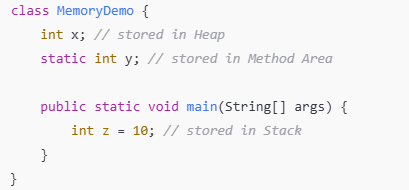 class MemoryDemo {
    int x; // stored in Heap
    static int y; // stored in Method Area

    public static void main(String[] args) {
        int z = 10; // stored in Stack
    }
}